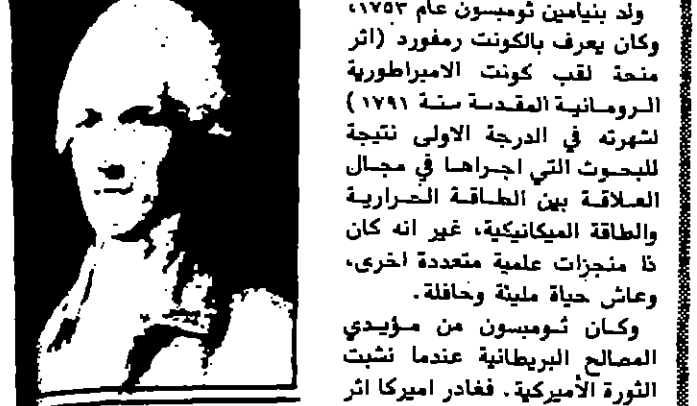 ولد بنيامين ثومبسون عام ١٧٥٣،
وكان يعرف بالكونت رمفورد (اثر
منحة لقب كونت الامبراطورية
الرومانية المقدسة سنة ١٧٩١)
لشهرته في الدرجة الاولى نتيجة
للبحوث التي اجراها في مجال
العلاقة بين الطاقة الحرارية
والطاقة الميكانيكية، غير انه كان
ذا منجزات علمية متعددة اخرى،
وعاش حياة مليئة وحافلة.
وكان ثومبسون من مؤيدي
المصالح البريطانية عندما نشبت
الثورة الأميركية. فغادر اميركا اثر